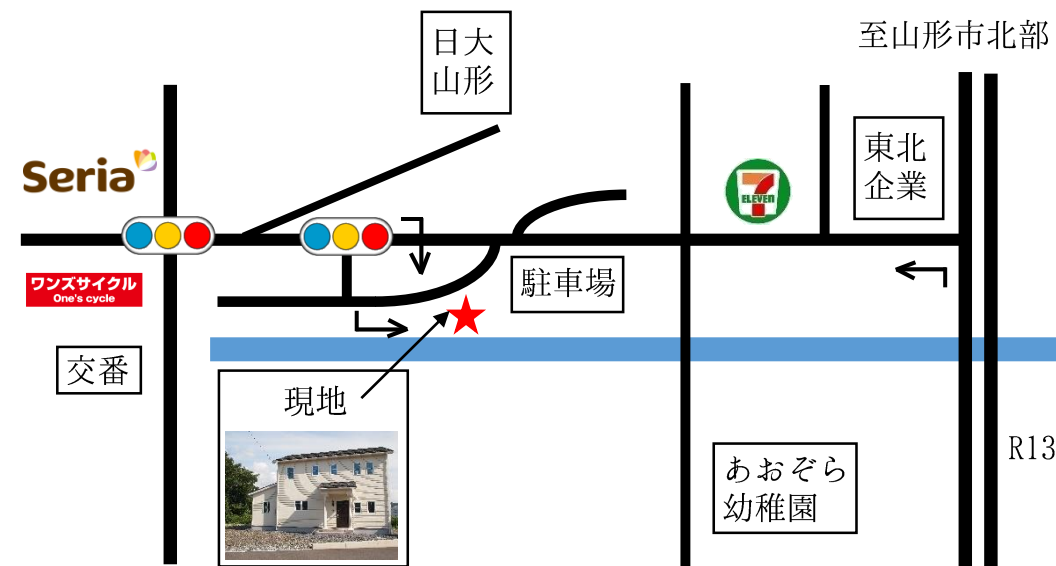 至山形市北部
日大
山形
東北
企業
Seria
7
ELEVEN
ワンズサイクル
One's cycle
駐車場
交番
現地
あおぞら
幼稚園
R13